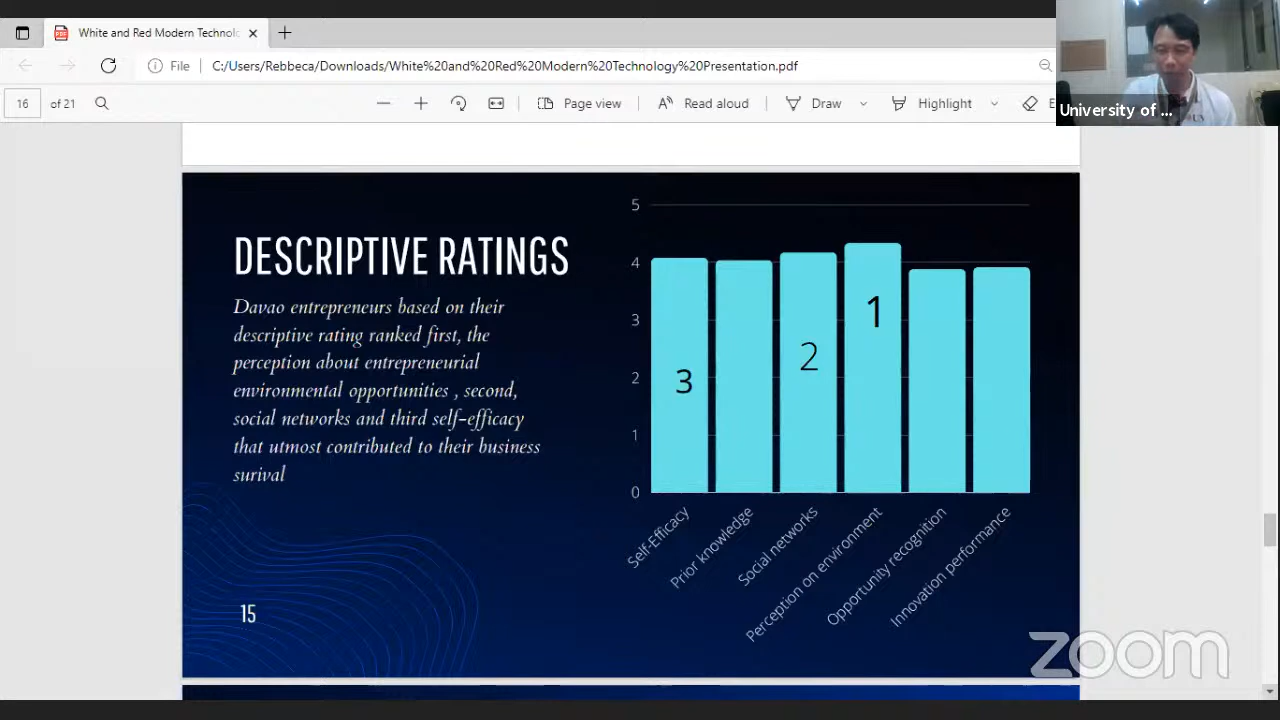 White and Red Modern Technolo
File
C:/Users/Rebbeca/Downloads/White%20and%20Red%20Modern%20Technology%20Presentation.pdf
16 of 21
Page view
Read aloud
Draw
Highlight
E
University of ...
DESCRIPTIVE RATINGS
Davao entrepreneurs based on their
descriptive rating ranked first, the
perception about entrepreneurial
environmental opportunities , second,
social networks and third self-efficacy
that utmost contributed to their business
surival
15
5
4
3
2
1
0
3
2
1
Self-Efficacy
Prior knowledge
Social networks
Perception on environment
Opportunity recognition
Innovation performance
zoom